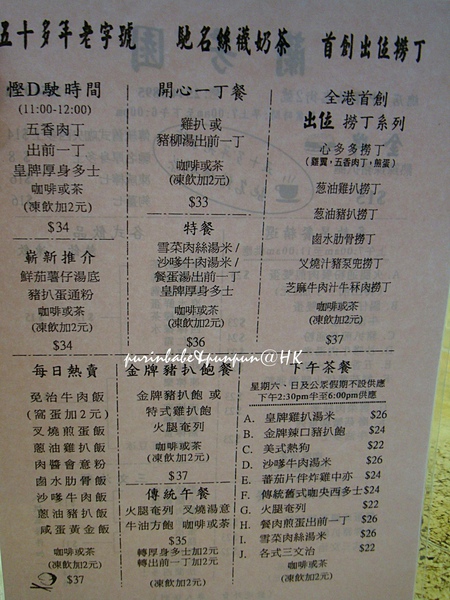 五十多年老字號 馳名絲襪奶茶 首創出位撈丁
慳D駛時間
(11:00-12:00)
五香肉丁
出前一丁
皇牌厚身多士
咖啡或茶
(凍飲加2元)
$34
嶄新推介
鮮茄薯仔湯底
豬扒蛋通粉
咖啡或茶
(凍飲加2元)
$34
每日熱賣
免治牛肉飯
(窩蛋加2元)
叉燒煎蛋飯
蔥油雞扒飯
肉醬會意粉
鹵水肋骨飯
沙嗲牛肉飯
蔥油豬扒飯
咸蛋黃金飯
咖啡或茶
(凍飲加2元)
$37
開心一丁餐
雞扒 或
豬柳湯出前一丁
咖啡或茶
(凍飲加2元)
$33
特餐
雪菜肉絲湯米/
沙嗲牛肉湯米/
餐蛋湯出前一丁
皇牌厚身多士
咖啡或茶
(凍飲加2元)
$36
金牌豬扒飽餐
金牌豬扒飽 或
特式雞扒飽
火腿奄列
咖啡或茶
(凍飲加2元)
$37
傳統午餐
火腿奄列 叉燒湯意
牛油方飽 咖啡或茶
$35
轉厚身多士加2元
轉出前一丁加2元
(凍飲加2元)
全港首創
出位 撈丁系列
心多多撈丁
(雞翼,五香肉丁,煎蛋)
葱油雞扒撈丁
葱油豬扒撈丁
鹵水肋骨撈丁
叉燒汁豬泵兜撈丁
芝麻牛肉汁牛冧肉撈丁
咖啡或茶
(凍飲加2元)
$37
下午茶餐
星期六、日及公眾假期不設供應
下午2:30pm半至6:00pm供應
A. 皇牌雞扒湯米 $26
B. 金牌辣口豬扒飽 $24
C. 美式熱狗 $22
D. 沙嗲牛肉湯米 $26
E. 蕃茄片伴炸雞中亦 $24
F. 傳統舊式咖央西多士 $24
G. 火腿奄列 $22
H. 餐肉煎蛋出前一丁 $26
I. 雪菜肉絲湯米 $26
J. 各式三文治 $22
咖啡或茶
(凍飲加2元)
purinbabe&punpun@HK